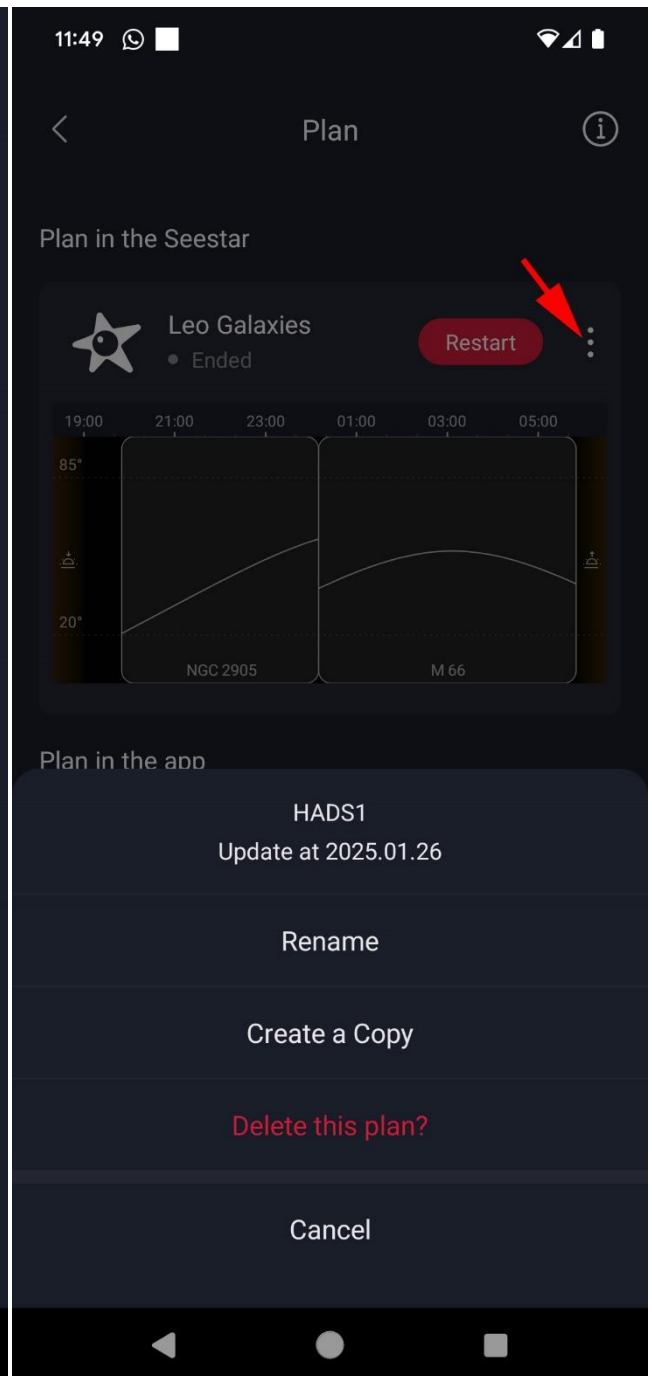 11:49
Plan
Plan in the Seestar
Leo Galaxies
Ended
Restart
19:00 21:00 23:00 01:00 03:00 05:00
85°
20°
NGC 2905 M 66
Plan in the app
HADS1
Update at 2025.01.26
Rename
Create a Copy
Delete this plan?
Cancel